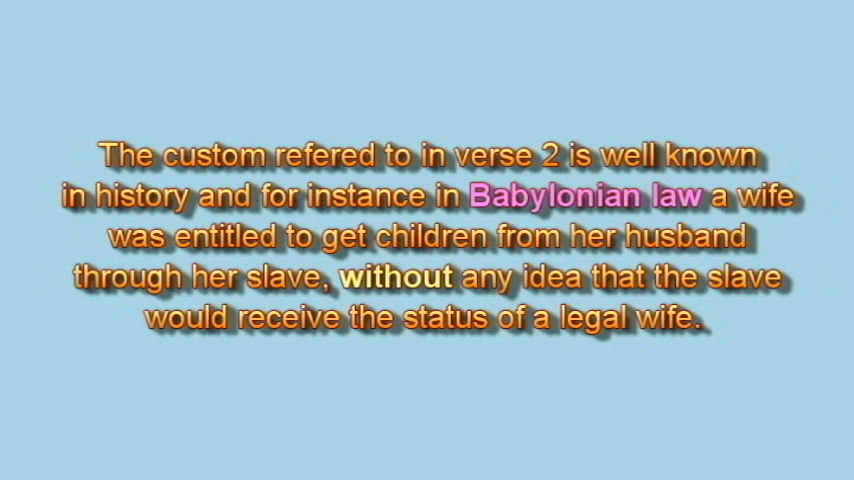 The custom refered to in verse 2 is well known
in history and for instance in Babylonian law a wife
was entitled to get children from her husband
through her slave, without any idea that the slave
would receive the status of a legal wife.